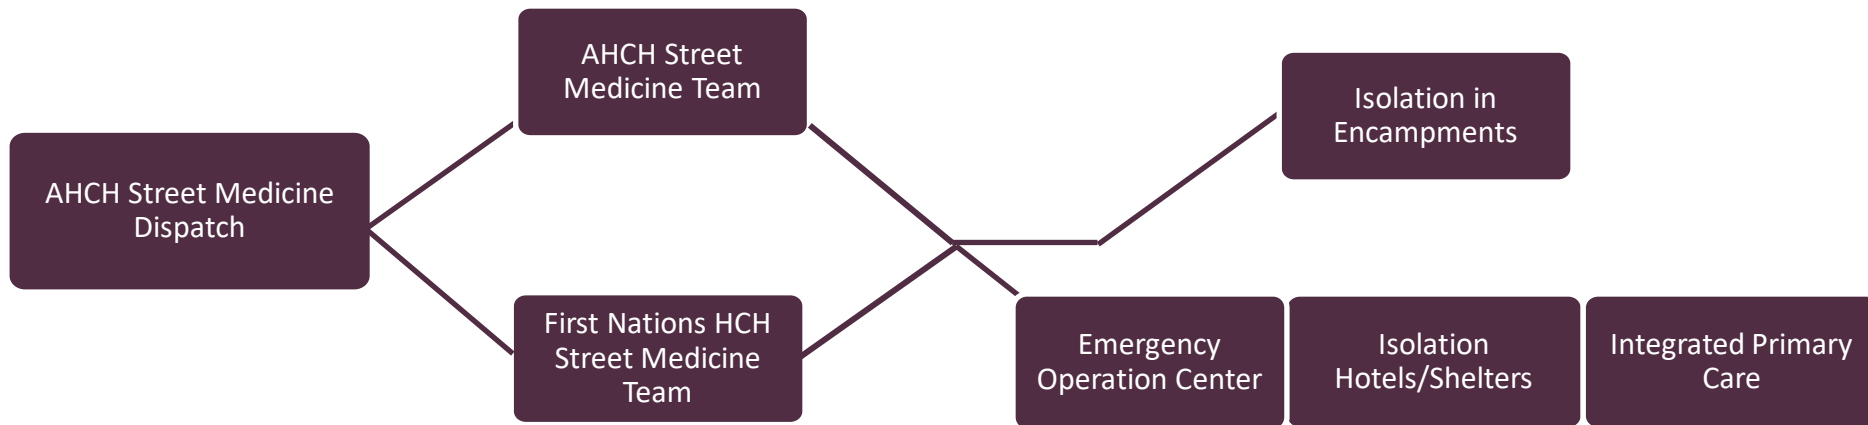 AHCH Street Medicine
Dispatch
AHCH Street
Medicine Team
First Nations HCH
Street Medicine
Team
Isolation in
Encampments
Emergency
Operation Center
Isolation
Hotels/Shelters
Integrated Primary
Care